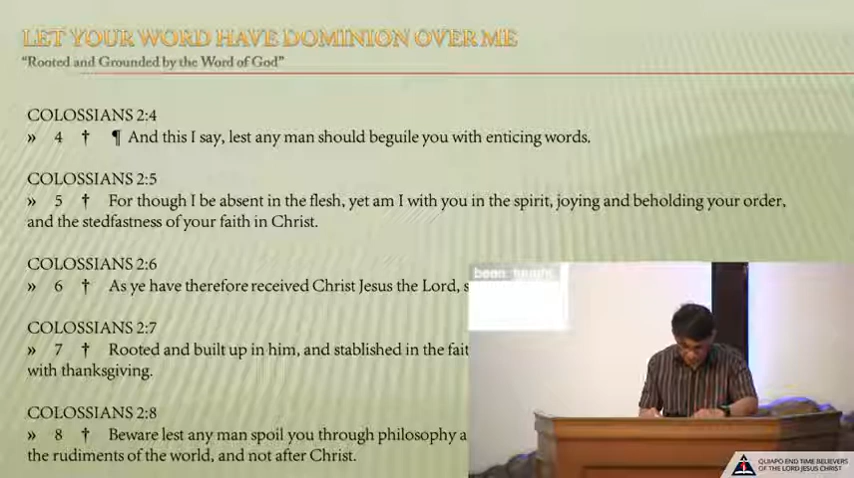 LET YOUR WORD HAVE DOMINION OVER ME
"Rooted and Grounded by the Word of God"
COLOSSIANS 2:4
» 4 † ¶ And this I say, lest any man should beguile you with enticing words.
COLOSSIANS 2:5
» 5 † For though I be absent in the flesh, yet am I with you in the spirit, joying and beholding your order,
and the stedfastness of your faith in Christ.
COLOSSIANS 2:6
» 6 † As ye have therefore received Christ Jesus the Lord, s
COLOSSIANS 2:7
» 7 † Rooted and built up in him, and stablished in the fait
with thanksgiving.
COLOSSIANS 2:8
» 8 † Beware lest any man spoil you through philosophy a
the rudiments of the world, and not after Christ.
been
QUIAPO END TIME BELIEVERS
OF THE LORD JESUS CHRIST